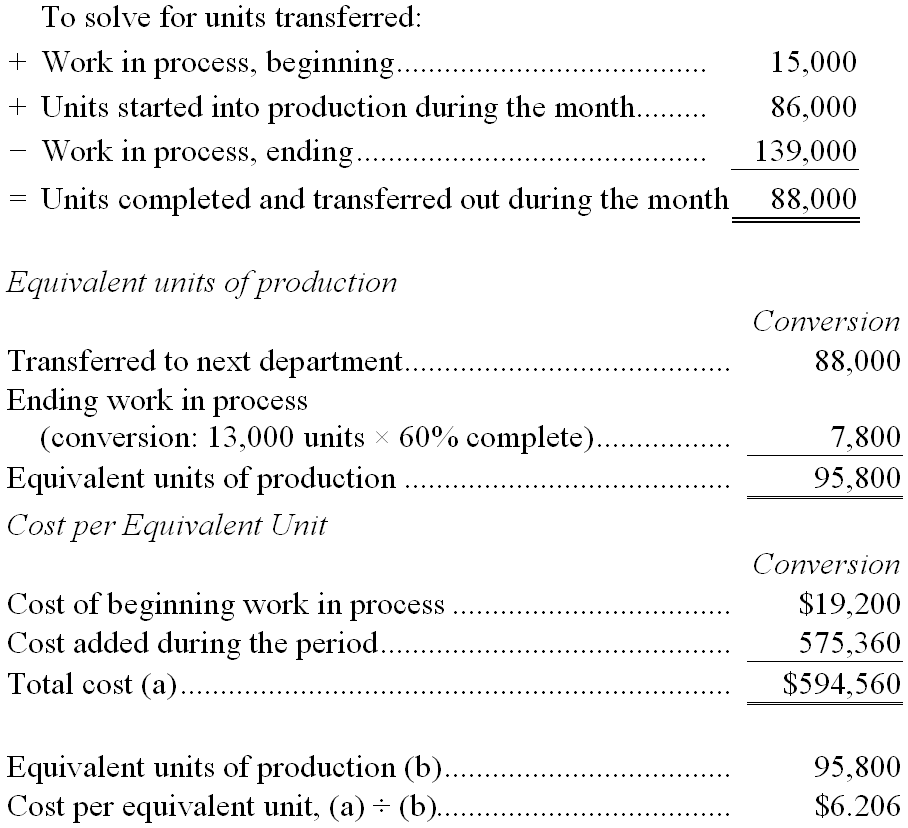 To solve for units transferred:
+ Work in process, beginning....................................... 15,000
+ Units started into production during the month......... 86,000
− Work in process, ending............................................ 139,000
= Units completed and transferred out during the month 88,000
Equivalent units of production
Conversion
Transferred to next department......................................... 88,000
Ending work in process
(conversion: 13,000 units × 60% complete)................. 7,800
Equivalent units of production ......................................... 95,800
Cost per Equivalent Unit
Conversion
Cost of beginning work in process ................................... $19,200
Cost added during the period............................................ 575,360
Total cost (a)..................................................................... $594,560
Equivalent units of production (b).................................... 95,800
Cost per equivalent unit, (a) ÷ (b)..................................... $6.206